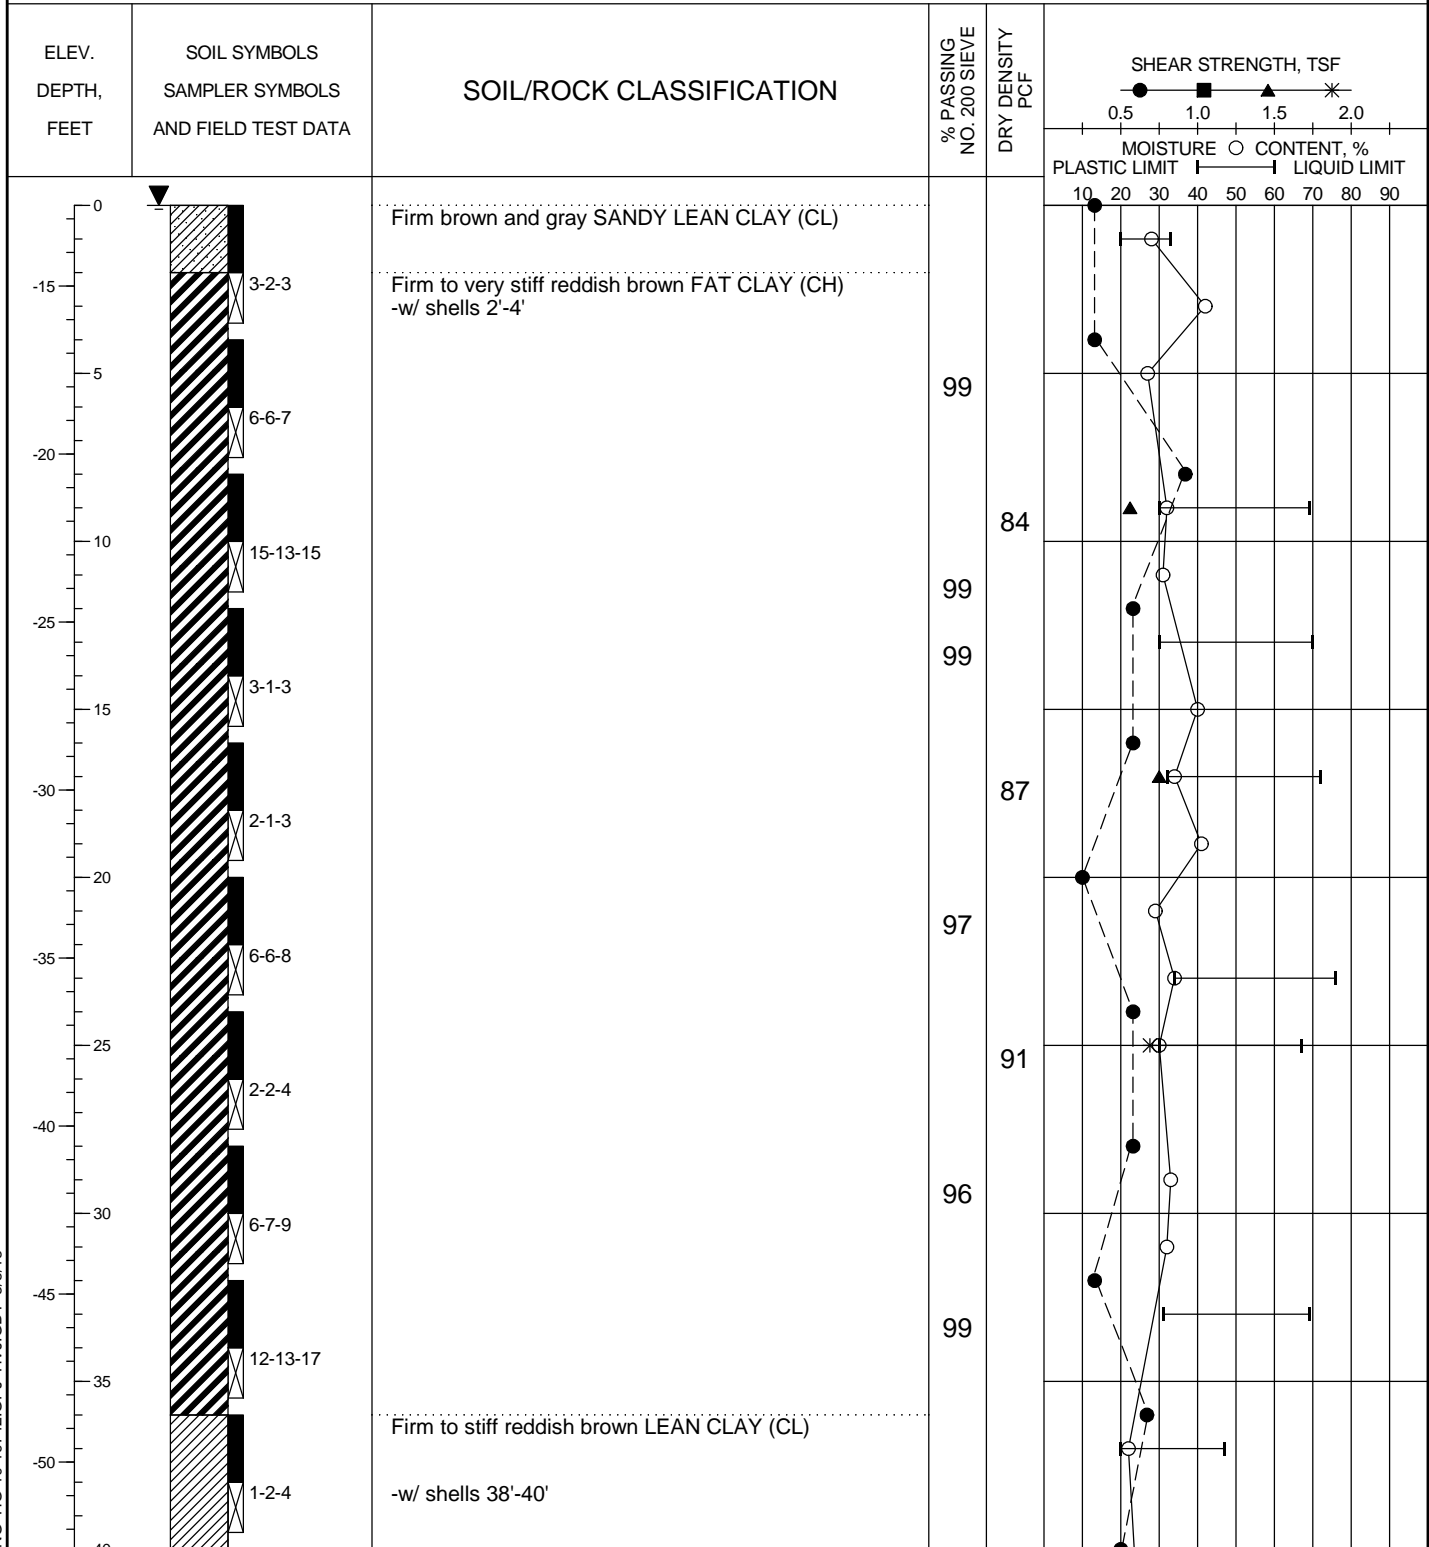 ELEV.
DEPTH,
FEET
SOIL SYMBOLS
SAMPLER SYMBOLS
AND FIELD TEST DATA
SOIL/ROCK CLASSIFICATION
% PASSING
NO. 200 SIEVE
DRY DENSITY
PCF
SHEAR STRENGTH, TSF
0.5 1.0 1.5 2.0
MOISTURE CONTENT, %
PLASTIC LIMIT LIQUID LIMIT
10 20 30 40 50 60 70 80 90
0
Firm brown and gray SANDY LEAN CLAY (CL)
3-2-3
Firm to very stiff reddish brown FAT CLAY (CH)
-15
-w/ shells 2'-4'
5
99
6-6-7
-20
84
10
15-13-15
99
-25
99
3-1-3
15
-30
87
2-1-3
20
97
6-6-8
-35
25
91
2-2-4
-40
96
30
6-7-9
-45
99
12-13-17
35
Firm to stiff reddish brown LEAN CLAY (CL)
-50
1-2-4
-w/ shells 38'-40'